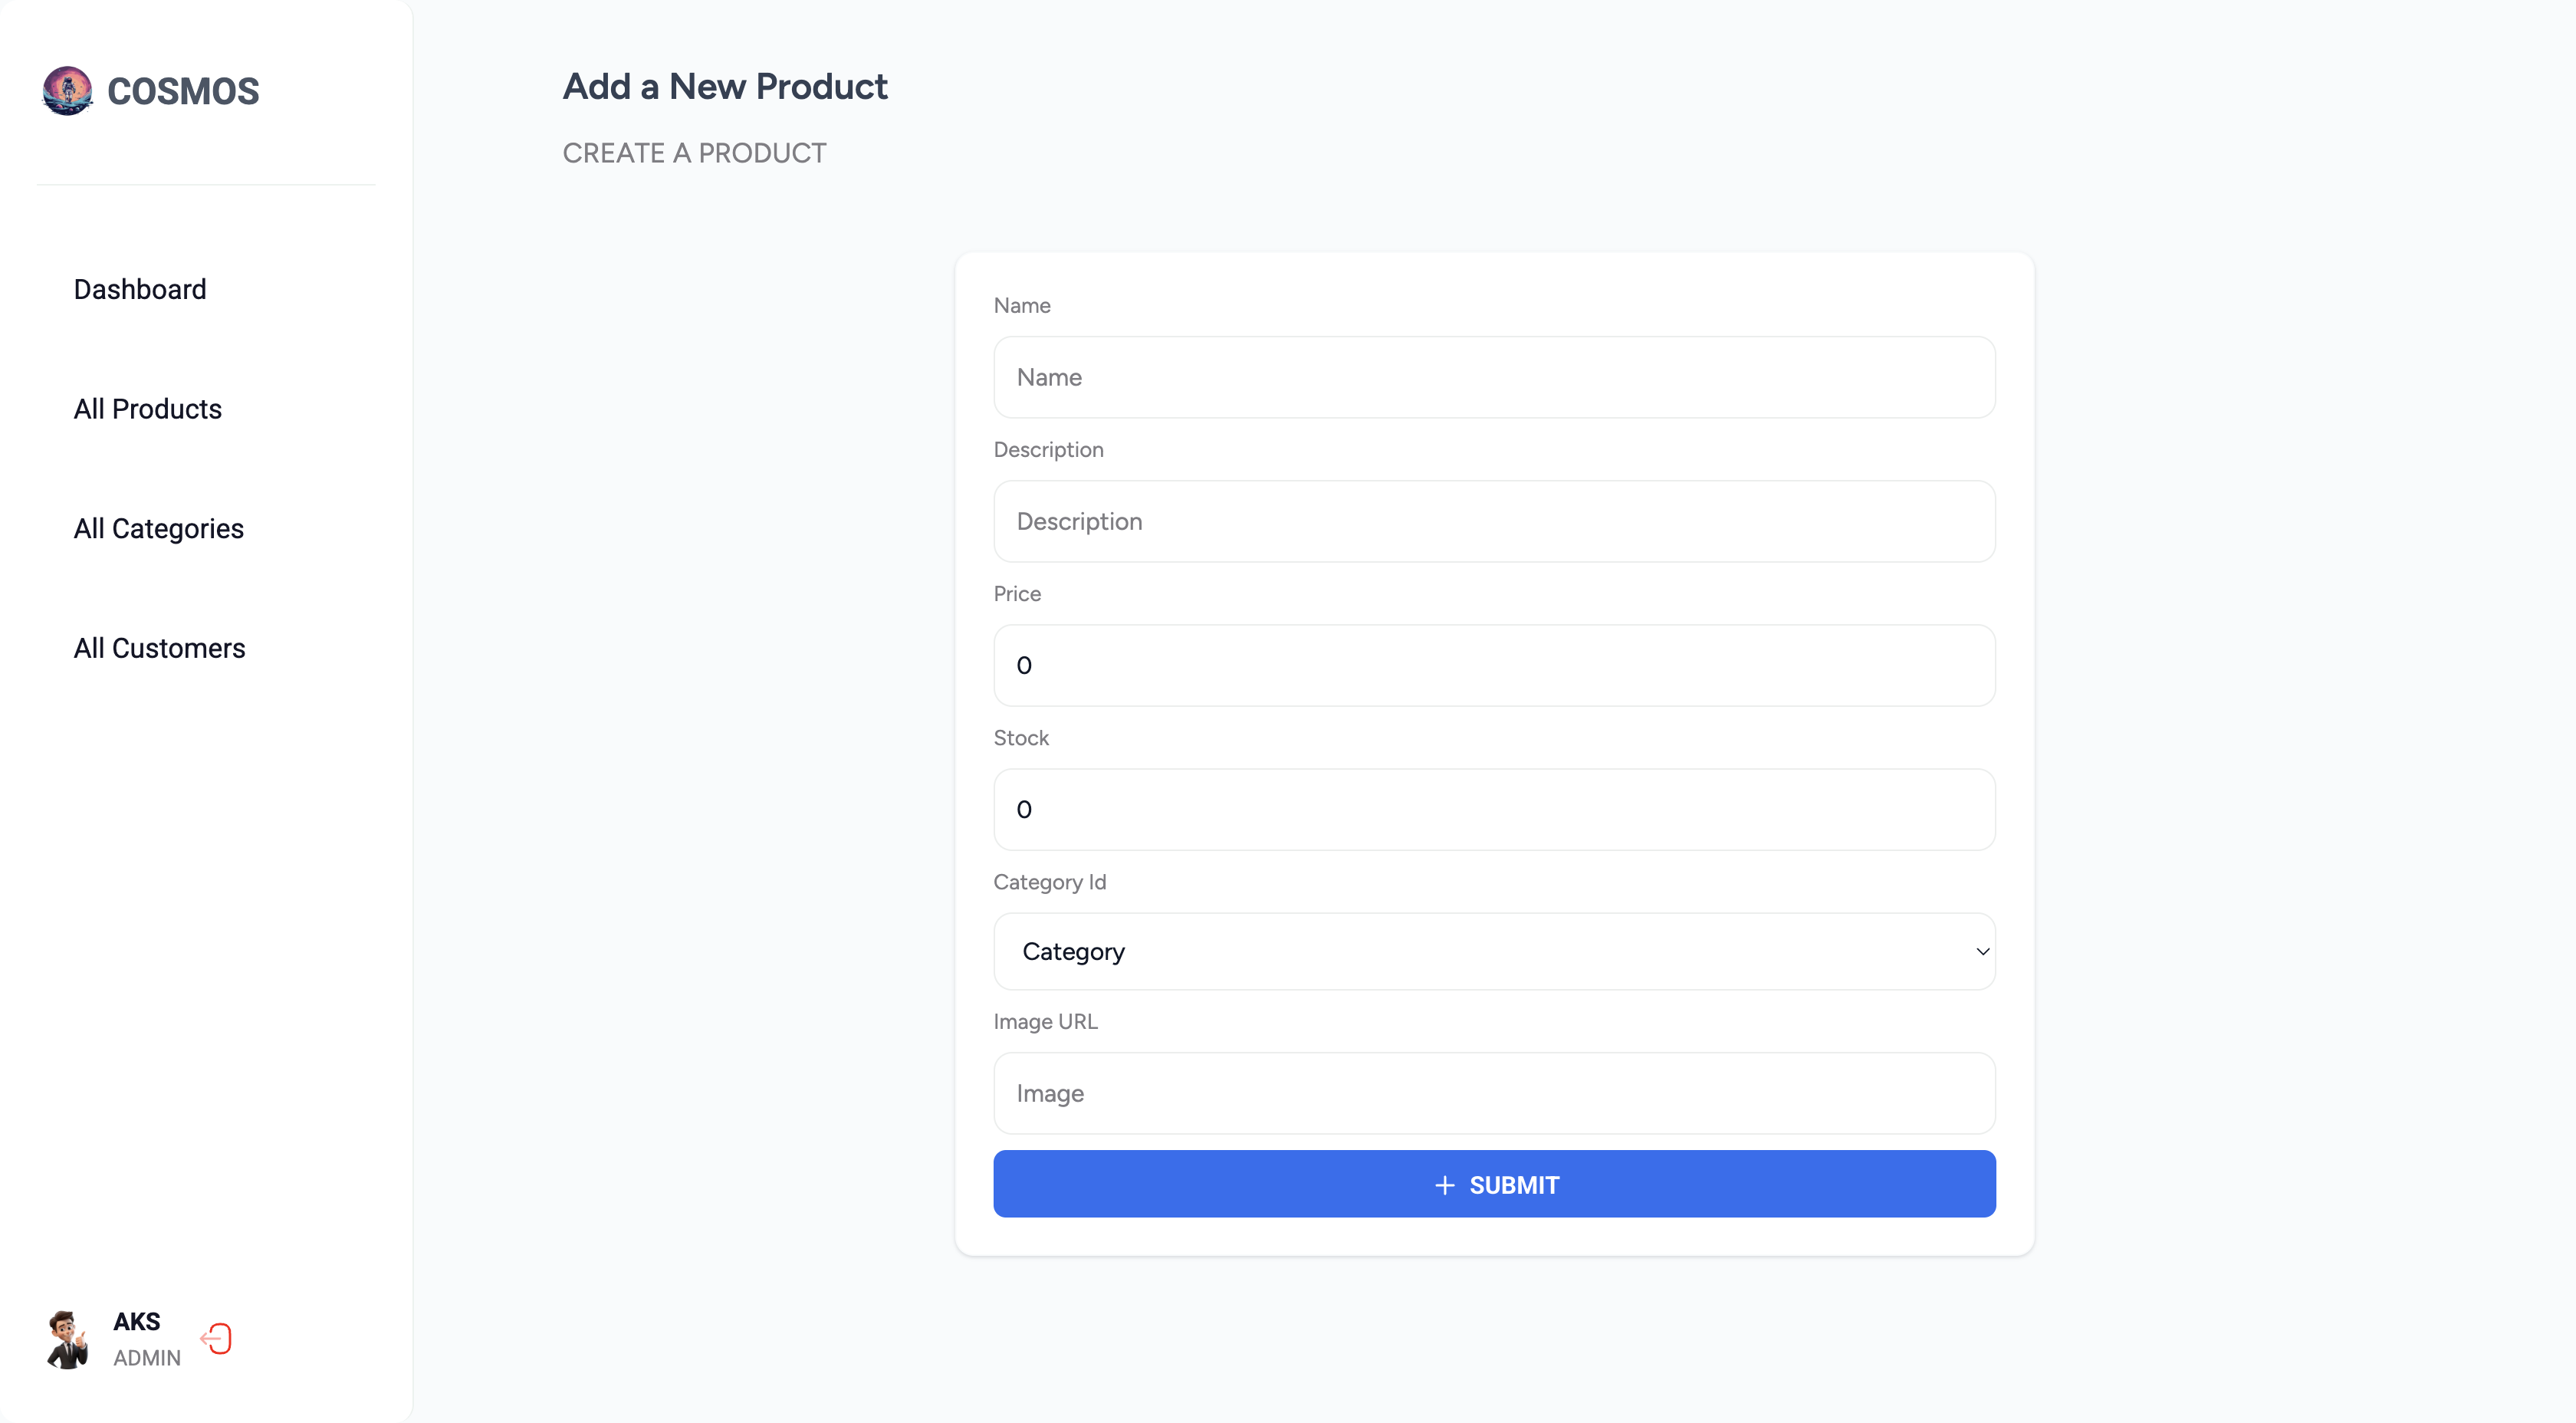 COSMOS
Dashboard
All Products
All Categories
All Customers
AKS
ADMIN
Add a New Product
CREATE A PRODUCT
Name
Name
Description
Description
Price
0
Stock
0
Category Id
Category
Image URL
Image
SUBMIT